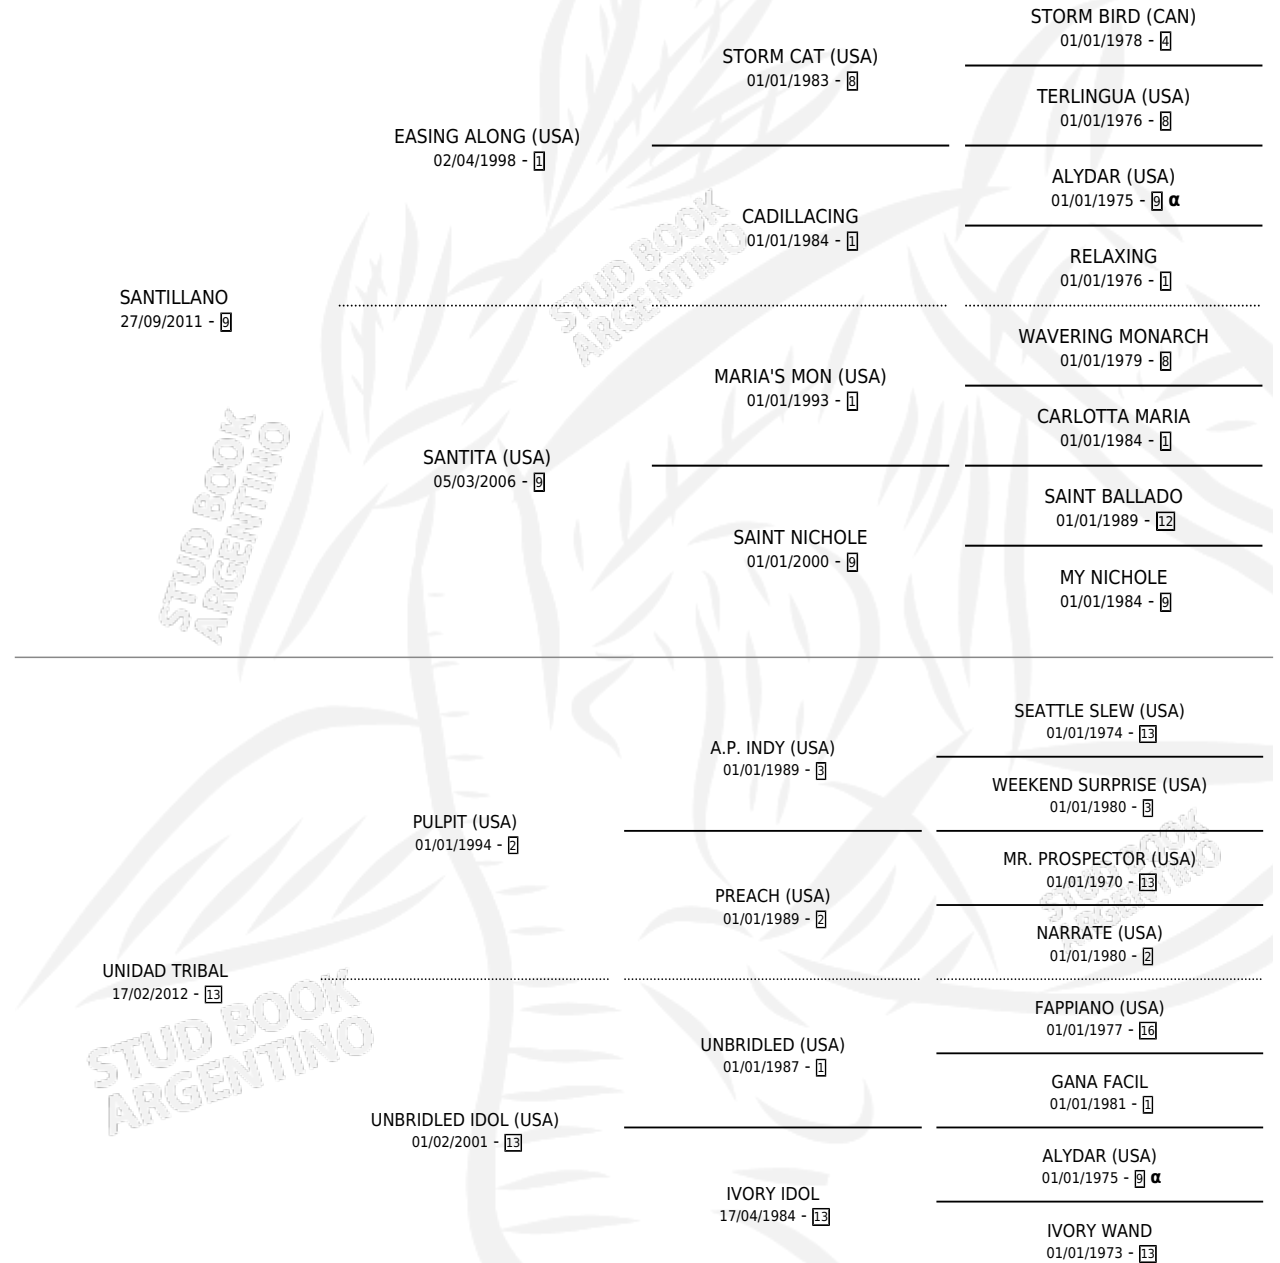 STORM BIRD (CAN)
01/01/1978 - 4
STORM CAT (USA)
01/01/1983 - 8
TERLINGUA (USA)
01/01/1976 - 8
EASING ALONG (USA)
02/04/1998 - 1
ALYDAR (USA)
01/01/1975 - 9 α
CADILLACING
01/01/1984 - 1
RELAXING
01/01/1976 - 1
SANTILLANO
27/09/2011 - 9
WAVERING MONARCH
01/01/1979 - 8
MARIA'S MON (USA)
01/01/1993 - 1
CARLOTTA MARIA
01/01/1984 - 1
SANTITA (USA)
05/03/2006 - 9
SAINT BALLADO
01/01/1989 - 12
SAINT NICHOLE
01/01/2000 - 9
MY NICHOLE
01/01/1984 - 9
SEATTLE SLEW (USA)
01/01/1974 - 13
A.P. INDY (USA)
01/01/1989 - 3
WEEKEND SURPRISE (USA)
01/01/1980 - 3
PULPIT (USA)
01/01/1994 - 2
MR. PROSPECTOR (USA)
01/01/1970 - 13
PREACH (USA)
01/01/1989 - 2
NARRATE (USA)
01/01/1980 - 2
UNIDAD TRIBAL
17/02/2012 - 13
FAPPIANO (USA)
01/01/1977 - 16
UNBRIDLED (USA)
01/01/1987 - 1
GANA FACIL
01/01/1981 - 1
UNBRIDLED IDOL (USA)
01/02/2001 - 13
ALYDAR (USA)
01/01/1975 - 9 α
IVORY IDOL
17/04/1984 - 13
IVORY WAND
01/01/1973 - 13
STUD BOOK
ARGENTINO
STUD BOOK
ARGENTINO
STUD BOOK
ARGENTINO
STUD BOOK
ARGENTINO